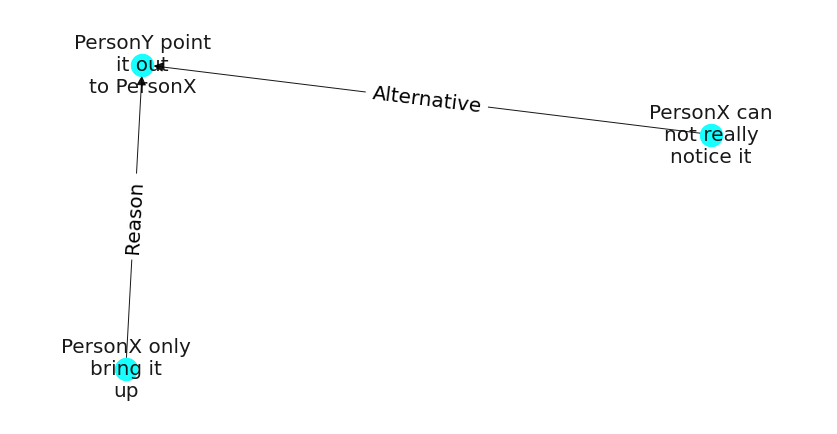 PersonY point
it out
to PersonX
Alternative
PersonX can
not really
notice it
Reason
PersonX only
bring it
up